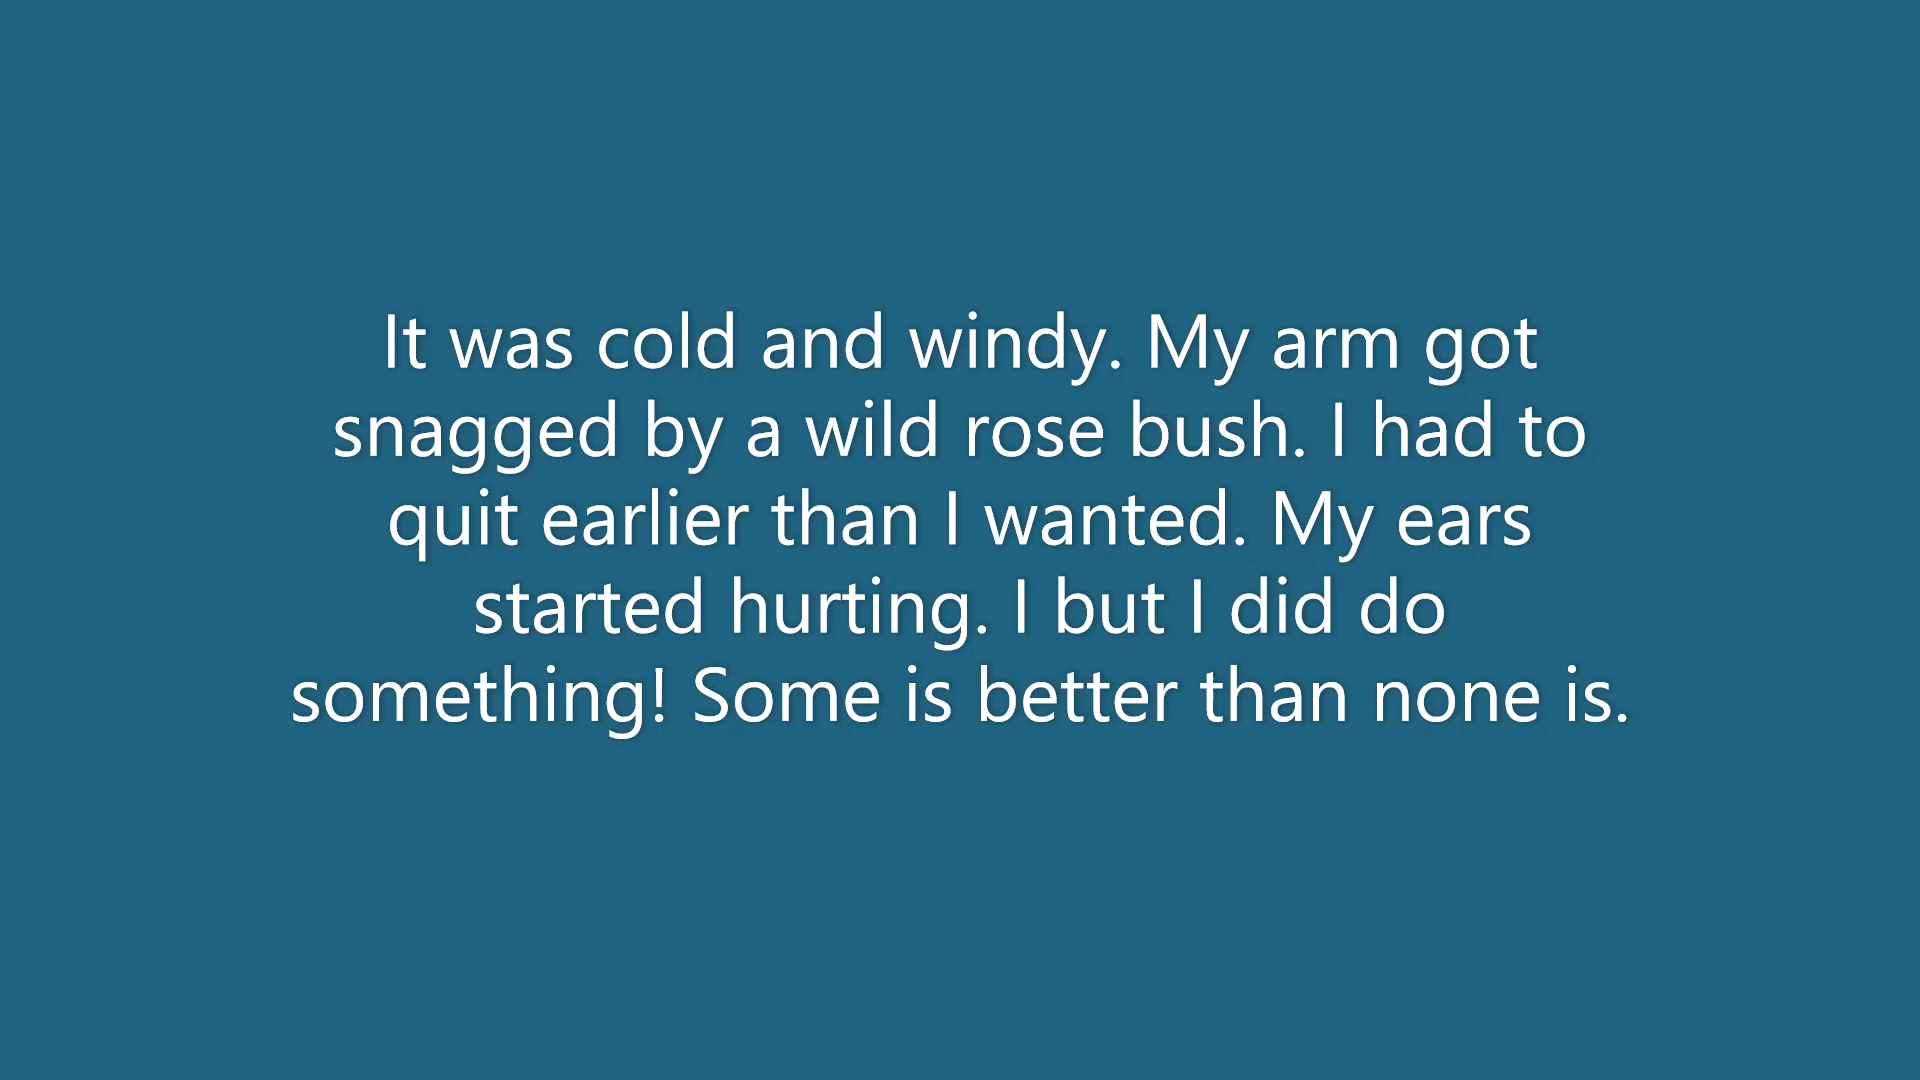 It was cold and windy. My arm got
snagged by a wild rose bush. I had to
quit earlier than I wanted. My ears
started hurting. I but I did do
something! Some is better than none is.